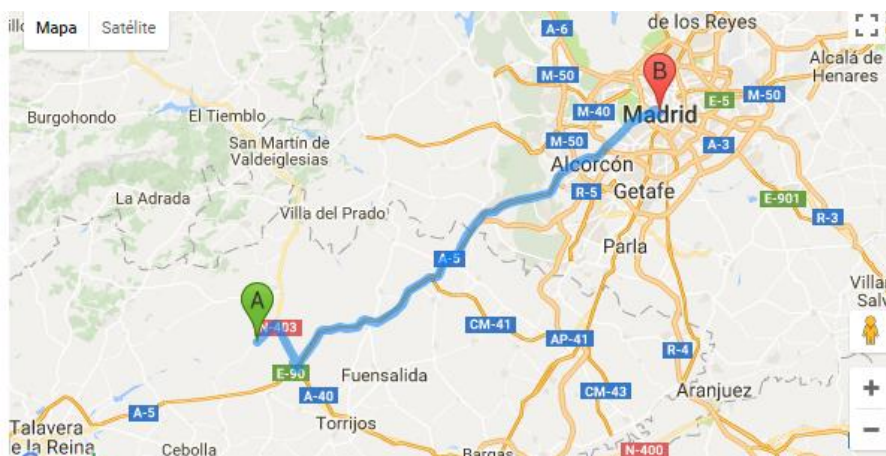 Mapa
Satélite
A-6
de los Reyes
Alcalá de
Henares
M-50
M-50
E-5
B
M-40
Madrid
Burgohondo
El Tiemblo
San Martín de
Valdeiglesias
M-50
A-3
Alcorcón
R-5
Getafe
La Adrada
Villa del Prado
E-901
R-3
Parla
A-5
A
N-403
CM-41
AP-41
R-4
E-90
Fuensalida
A-40
CM-43
Aranjuez
A-5
Torrijos
Talavera
e la Reina
Cebolla
Bargas
N-400
+
−